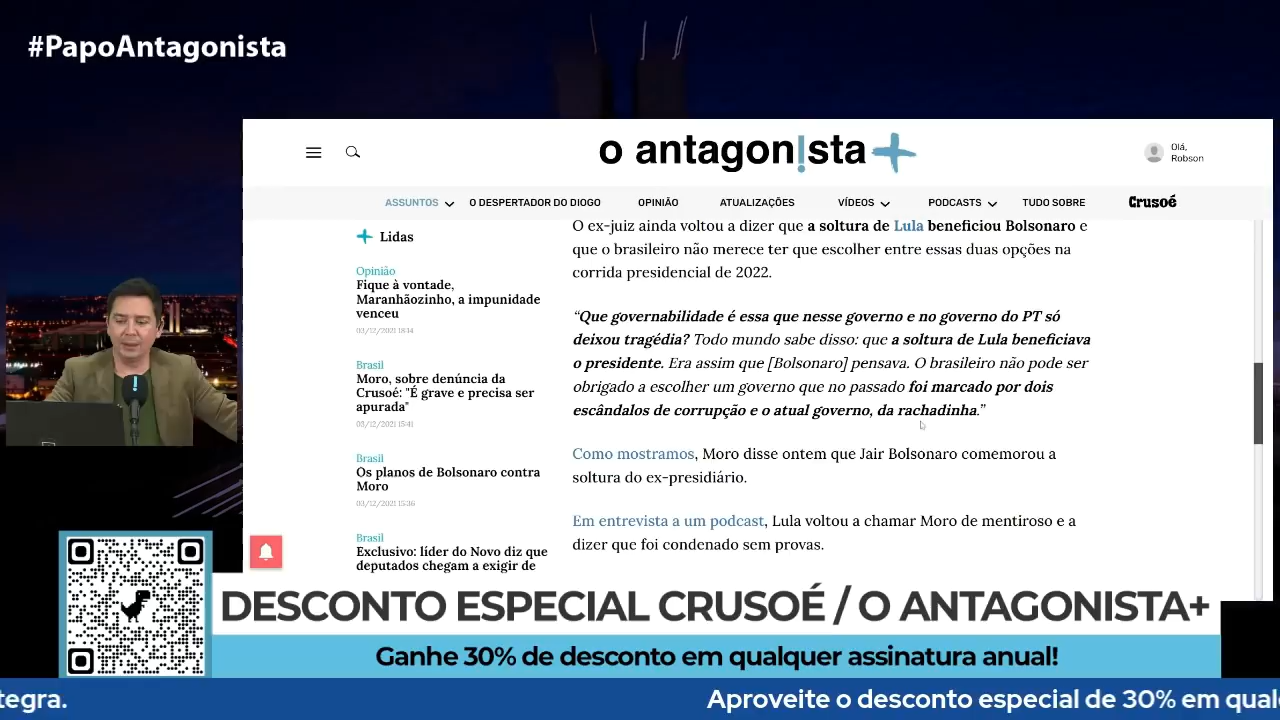 #PapoAntagonista
o antagon!sta+
Olá,
Robson
ASSUNTOS
O DESPERTADOR DO DIOGO
OPINIÃO
ATUALIZAÇÕES
VÍDEOS
PODCASTS
TUDO SOBRE
Crusoé
Lidas
Opinião
Fique à vontade,
Maranhãozinho, a impunidade
venceu
03/12/2021 18:14
Brasil
Moro, sobre denúncia da
Crusoé: "É grave e precisa ser
apurada"
03/12/2021 15:41
Brasil
Os planos de Bolsonaro contra
Moro
03/12/2021 15:36
Brasil
Exclusivo: líder do Novo diz que
deputados chegam a exigir de
O ex-juiz ainda voltou a dizer que a soltura de Lula beneficiou Bolsonaro e
que o brasileiro não merece ter que escolher entre essas duas opções na
corrida presidencial de 2022.
“Que governabilidade é essa que nesse governo e no governo do PT só
deixou tragédia? Todo mundo sabe disso: que a soltura de Lula beneficiava
o presidente. Era assim que [Bolsonaro] pensava. O brasileiro não pode ser
obrigado a escolher um governo que no passado foi marcado por dois
escândalos de corrupção e o atual governo, da rachadinha.”
Como mostramos, Moro disse ontem que Jair Bolsonaro comemorou a
soltura do ex-presidiário.
Em entrevista a um podcast, Lula voltou a chamar Moro de mentiroso e a
dizer que foi condenado sem provas.
DESCONTO ESPECIAL CRUSOÉ / O ANTAGONISTA+
Ganhe 30% de desconto em qualquer assinatura anual!
tegra.
Aproveite o desconto especial de 30% em qual